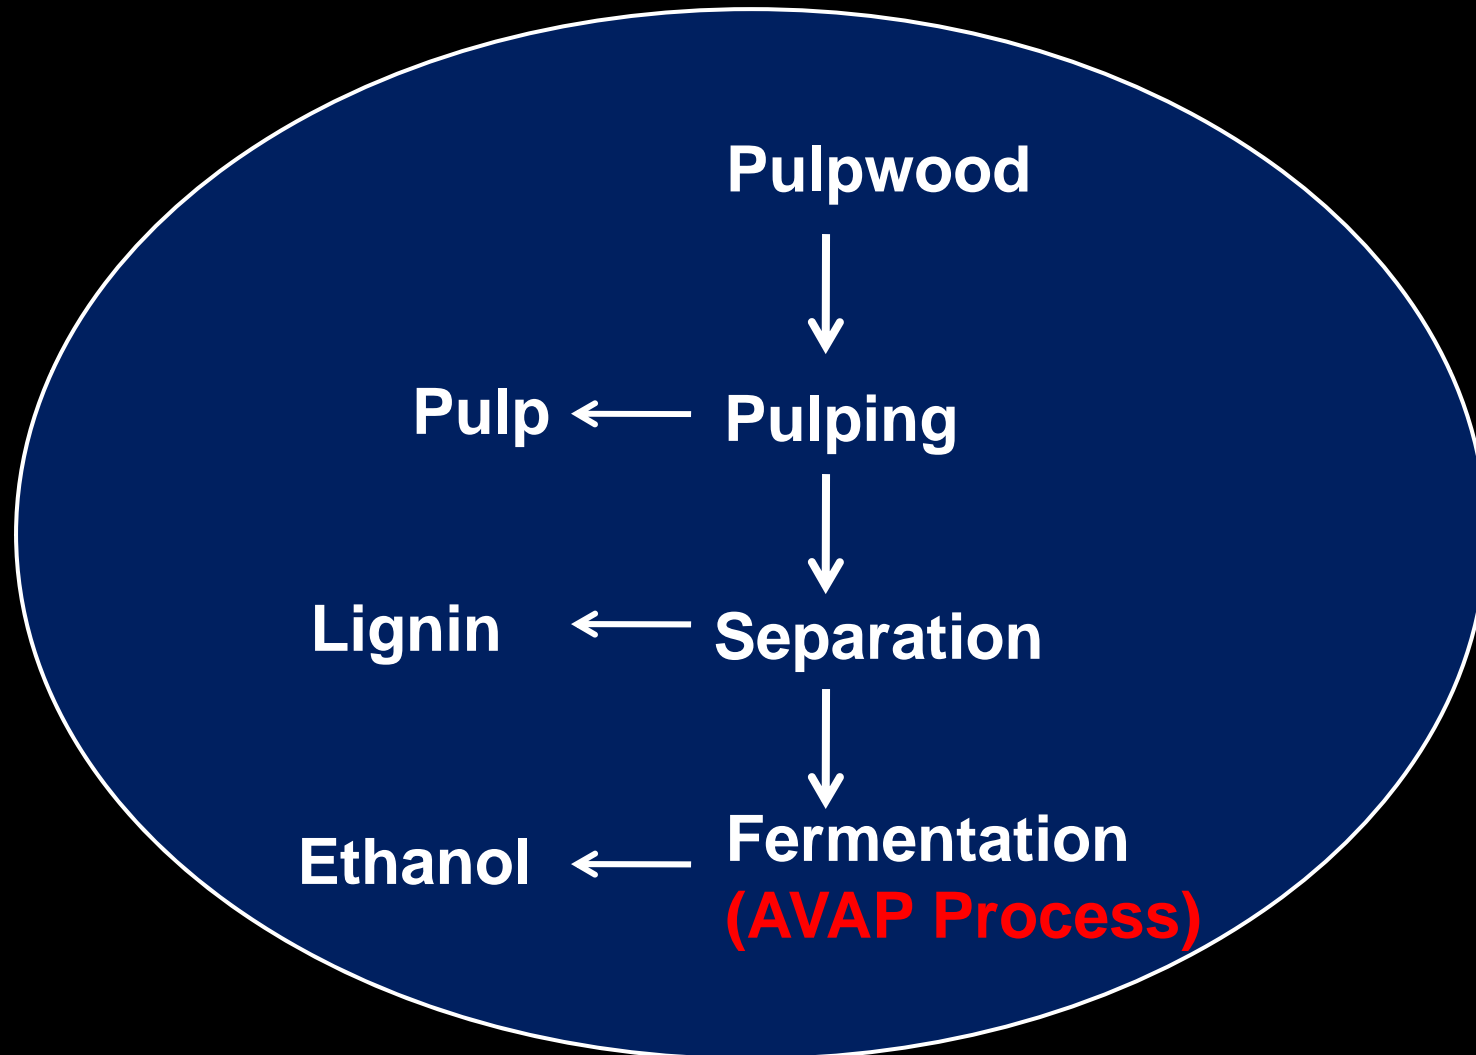 Pulpwood
Pulp
Pulping
Lignin
Separation
Ethanol
Fermentation
(AVAP Process)